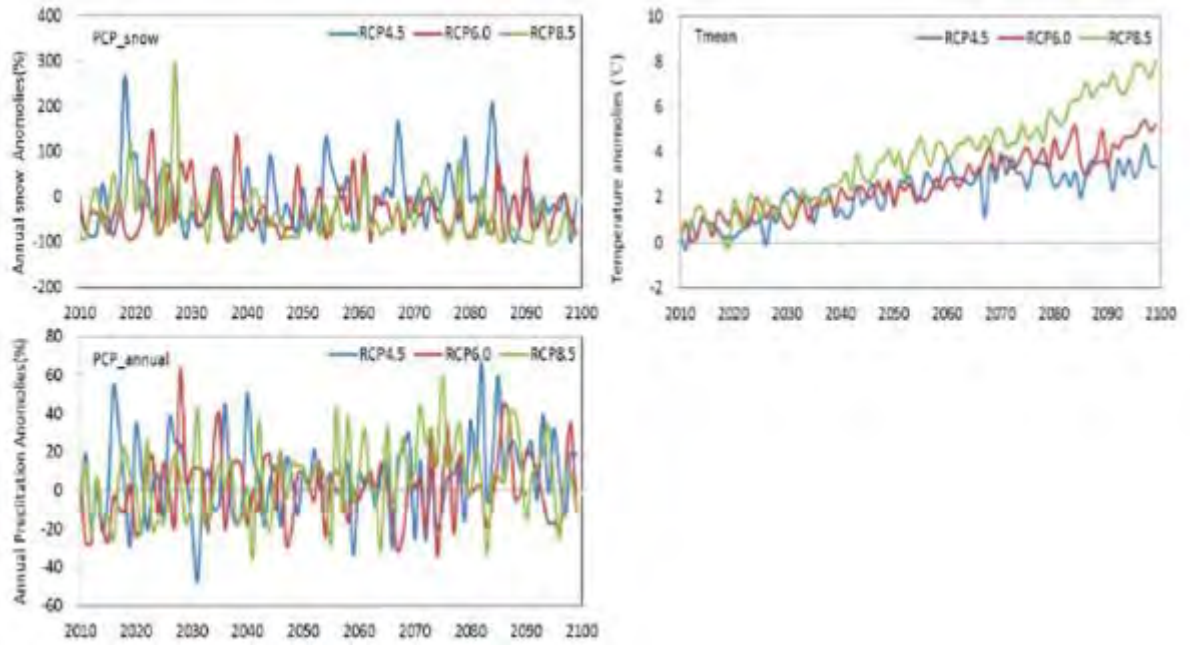 PCP_snow
RCP4.5 RCP6.0 RCP8.5
Annual snow Anomolies(%)
400
300
200
100
0
-100
-200
2010 2020 2030 2040 2050 2060 2070 2080 2090 2100
Tmean
RCP4.5 RCP6.0 RCP8.5
Temperature anomolies (℃)
10
8
6
4
2
0
-2
2010 2020 2030 2040 2050 2060 2070 2080 2090 2100
PCP_annual
RCP4.5 RCP6.0 RCP8.5
Annual Preciitation Anomolies(%)
80
60
40
20
0
-20
-40
-60
2010 2020 2030 2040 2050 2060 2070 2080 2090 2100